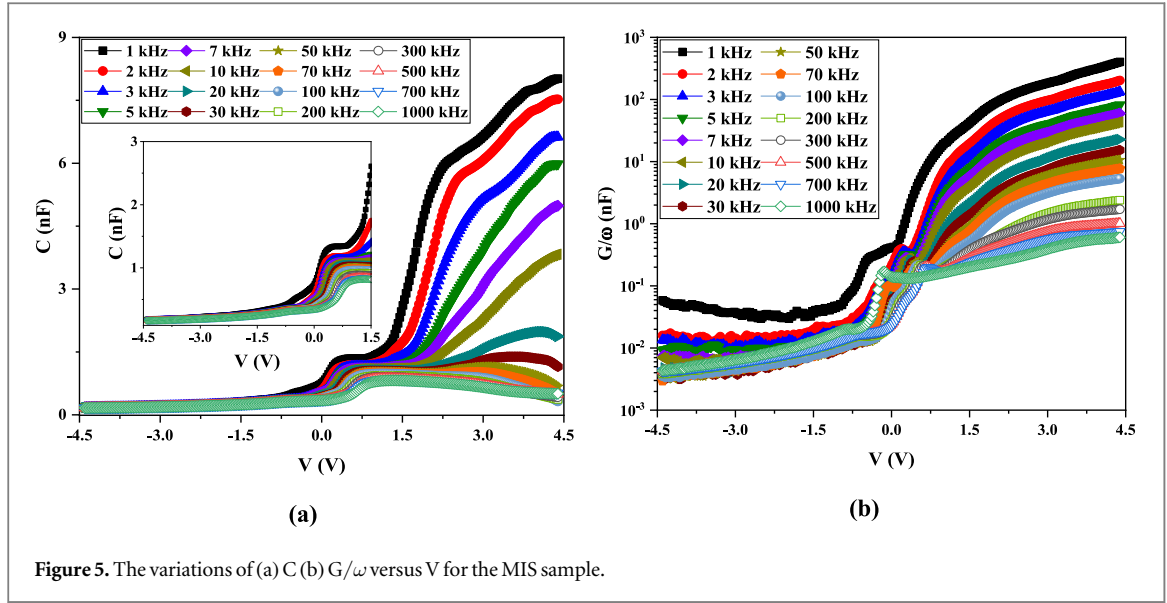 9
1 kHz 7 kHz 50 kHz 300 kHz
2 kHz 10 kHz 70 kHz 500 kHz
3 kHz 20 kHz 100 kHz 700 kHz
5 kHz 30 kHz 200 kHz 1000 kHz
6
3
0
C (nF)
3
2
1
C (nF)
-4.5 -3.0 -1.5 0.0 1.5
V (V)
-4.5 -3.0 -1.5 0.0 1.5 3.0 4.5
V (V)
(a)
10³
10²
10¹
10⁰
10⁻¹
10⁻²
10⁻³
G/ω (nF)
1 kHz 50 kHz
2 kHz 70 kHz
3 kHz 100 kHz
5 kHz 200 kHz
7 kHz 300 kHz
10 kHz 500 kHz
20 kHz 700 kHz
30 kHz 1000 kHz
-4.5 -3.0 -1.5 0.0 1.5 3.0 4.5
V (V)
(b)
Figure 5. The variations of (a) C (b) G/ω versus V for the MIS sample.